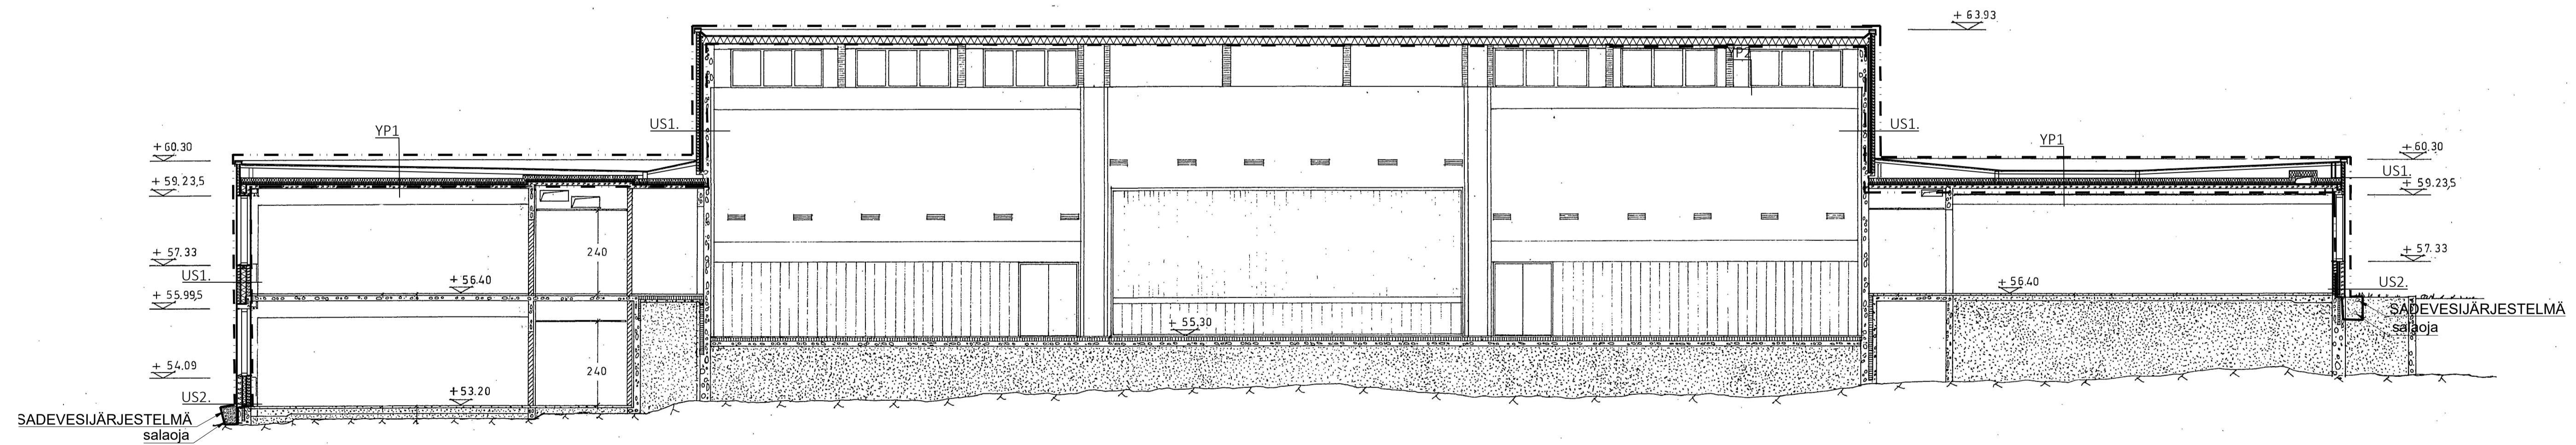 + 63.93
YP2
US1.
US1.
YP1
YP1
+ 60.30
+ 60.30
US1.
+ 59.23,5
+ 59.23,5
240
+ 57.33
+ 57.33
US1.
+ 56.40
+ 56.40
US2.
+ 55.99,5
SADEVESIJÄRJESTELMÄ
salaoja
+ 55.30
+ 54.09
240
+ 53.20
US2.
SADEVESIJÄRJESTELMÄ
salaoja